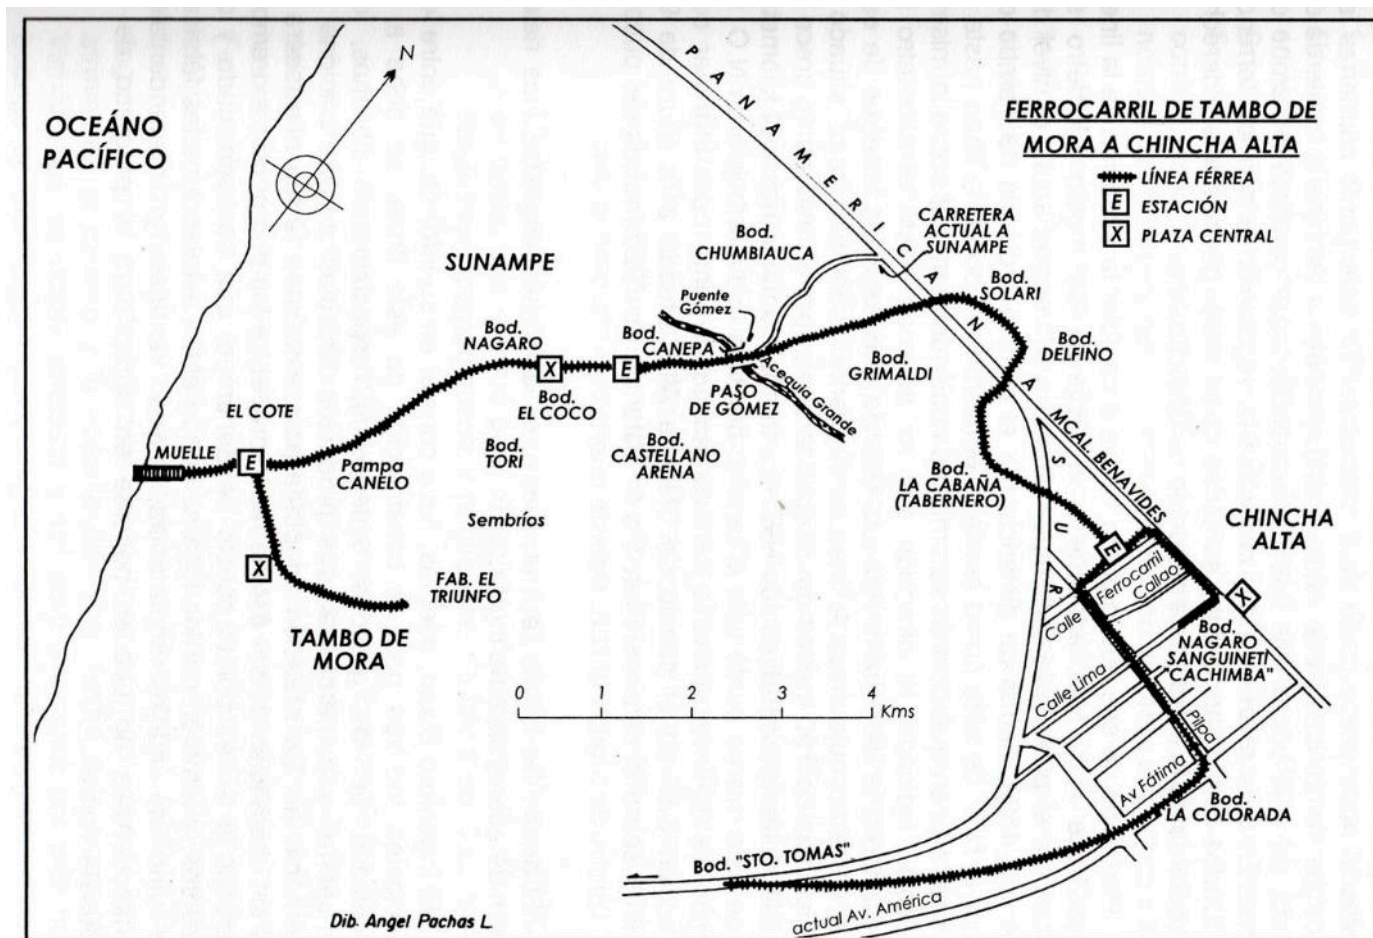 N
OCEÁNO
PACÍFICO
PANAMERICANA SUR
FERROCARRIL DE TAMBO DE
MORA A CHINCHA ALTA
LÍNEA FÉRREA
E ESTACIÓN
X PLAZA CENTRAL
CARRETERA
ACTUAL A
SUNAMPE
Bod.
CHUMBIAUCA
SUNAMPE
Bod.
SOLARI
Puente
Gómez
Bod.
NAGARO
Bod.
CANEPA
Bod.
DELFINO
Bod.
GRIMALDI
X
E
Acequia Grande
PASO
DE GÓMEZ
Bod.
EL COCO
EL COTE
MUELLE
E
Pampa
CANELO
Bod.
TORI
Bod.
CASTELLANO
ARENA
MCAL. BENAVIDES
Bod.
LA CABAÑA
(TABERNERO)
Sembríos
CHINCHA
ALTA
E
X
X
FAB. EL
TRIUNFO
Calle Ferrocarril
Callao
TAMBO DE
MORA
Bod.
NAGARO
SANGUINETI
"CACHIMBA"
Calle Lima
0 1 2 3 4
Kms
Pilpa
Av Fátima
Bod.
LA COLORADA
Bod. "STO. TOMAS"
actual Av. América
Dib. Angel Pachas L.